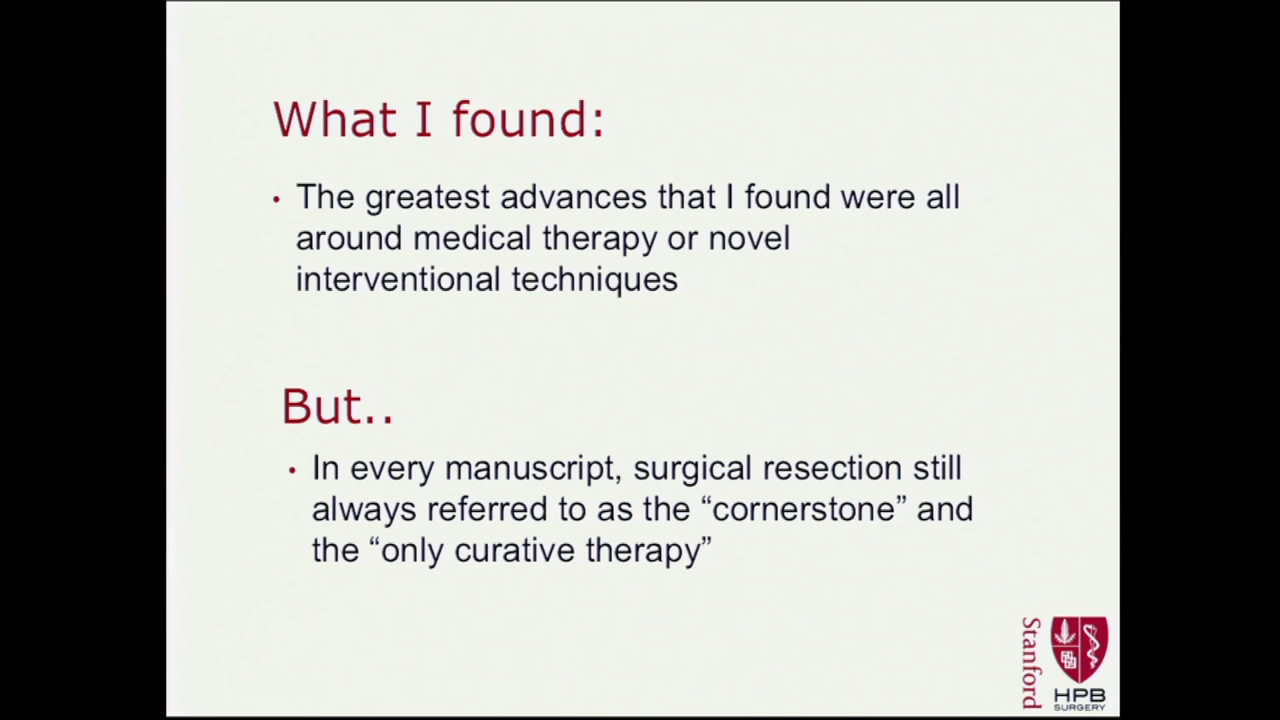 What I found:
• The greatest advances that I found were all
around medical therapy or novel
interventional techniques
But..
• In every manuscript, surgical resection still
always referred to as the “cornerstone” and
the “only curative therapy”
Stanford
HPB
SURGERY